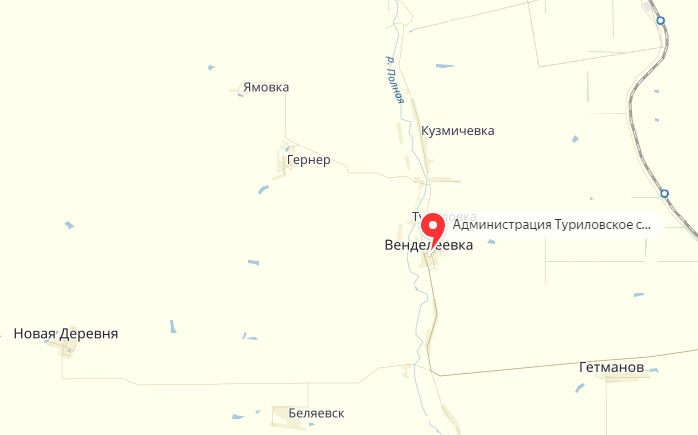 р. Полная
Ямовка
Кузмичевка
Гернер
Администрация Туриловское с...
Венделеевка
Новая Деревня
Гетманов
Беляевск